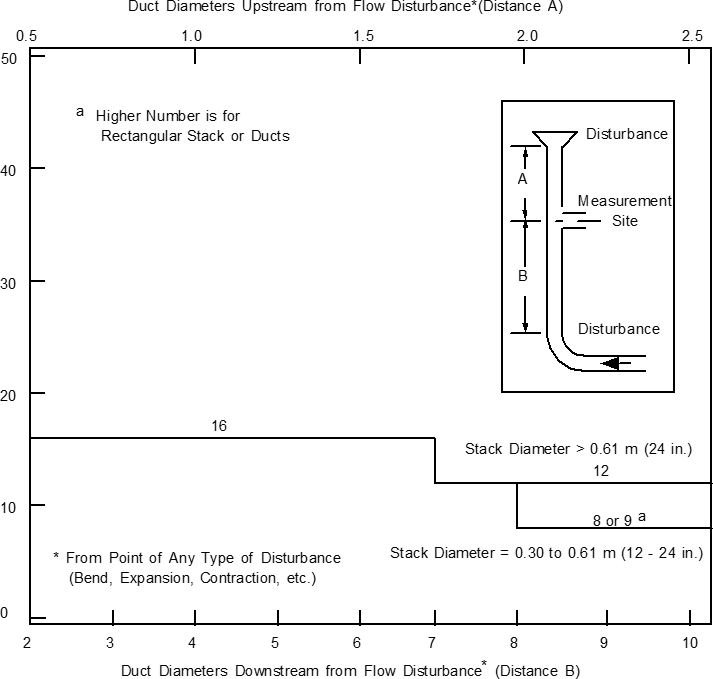 Duct Diameters Upstream from Flow Disturbance*(Distance A)
0.5 1.0 1.5 2.0 2.5
50
a Higher Number is for
Rectangular Stack or Ducts
Disturbance
40
A
Measurement
Site
30
B
Disturbance
20
16
Stack Diameter > 0.61 m (24 in.)
12
10
8 or 9 a
* From Point of Any Type of Disturbance
(Bend, Expansion, Contraction, etc.)
Stack Diameter = 0.30 to 0.61 m (12 - 24 in.)
0
2 3 4 5 6 7 8 9 10
Duct Diameters Downstream from Flow Disturbance* (Distance B)